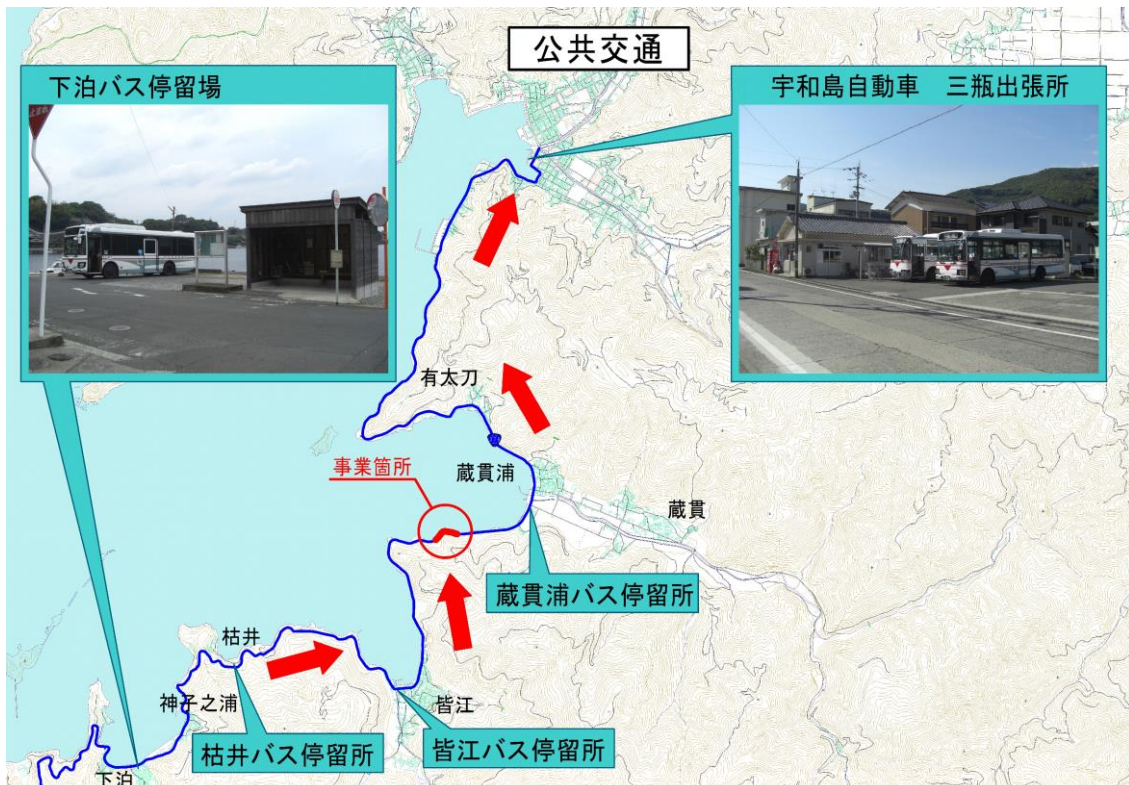 公共交通
下泊バス停留場
宇和島自動車　三瓶出張所
有太刀
事業箇所
蔵貫浦
蔵貫
蔵貫浦バス停留所
枯井
神子之浦
皆江
枯井バス停留所
皆江バス停留所
下泊